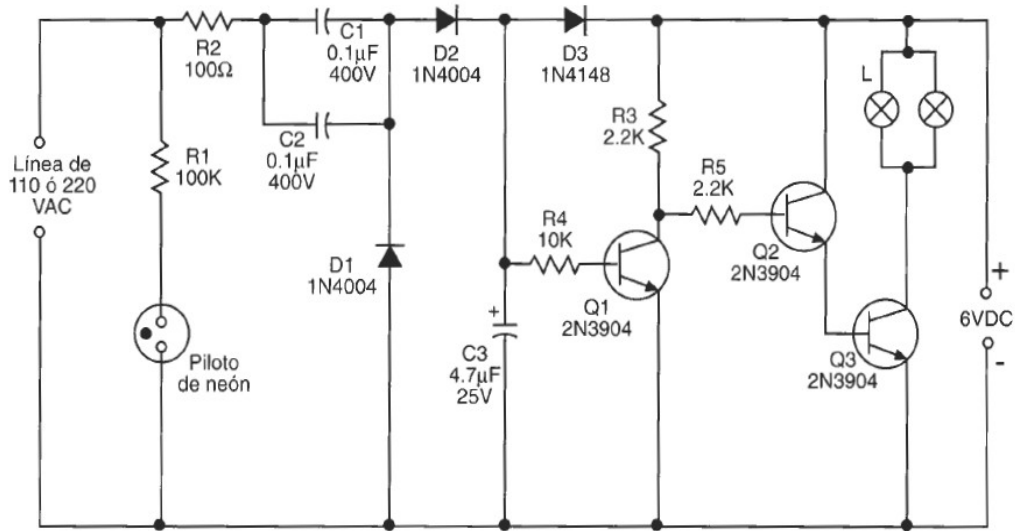 R2
100Ω
C1
0.1µF
400V
D2
1N4004
D3
1N4148
L
R3
2.2K
C2
0.1µF
400V
Línea de
110 ó 220
VAC
R1
100K
R5
2.2K
R4
10K
D1
1N4004
Q2
2N3904
Q1
2N3904
+
+
6VDC
-
C3
4.7µF
25V
Piloto
de neón
Q3
2N3904